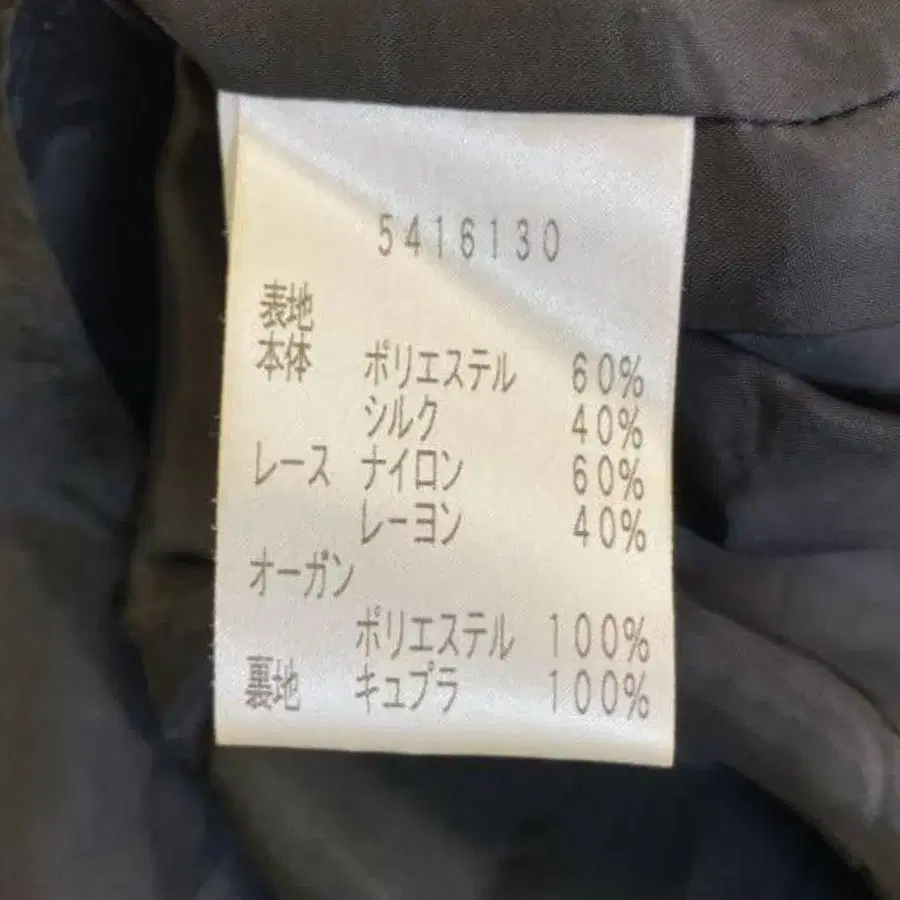 5416130
表地
本体 ポリエステル 60%
シルク 40%
レース ナイロン 60%
レーヨン 40%
オーガン
ポリエステル 100%
裏地 キュプラ 100%